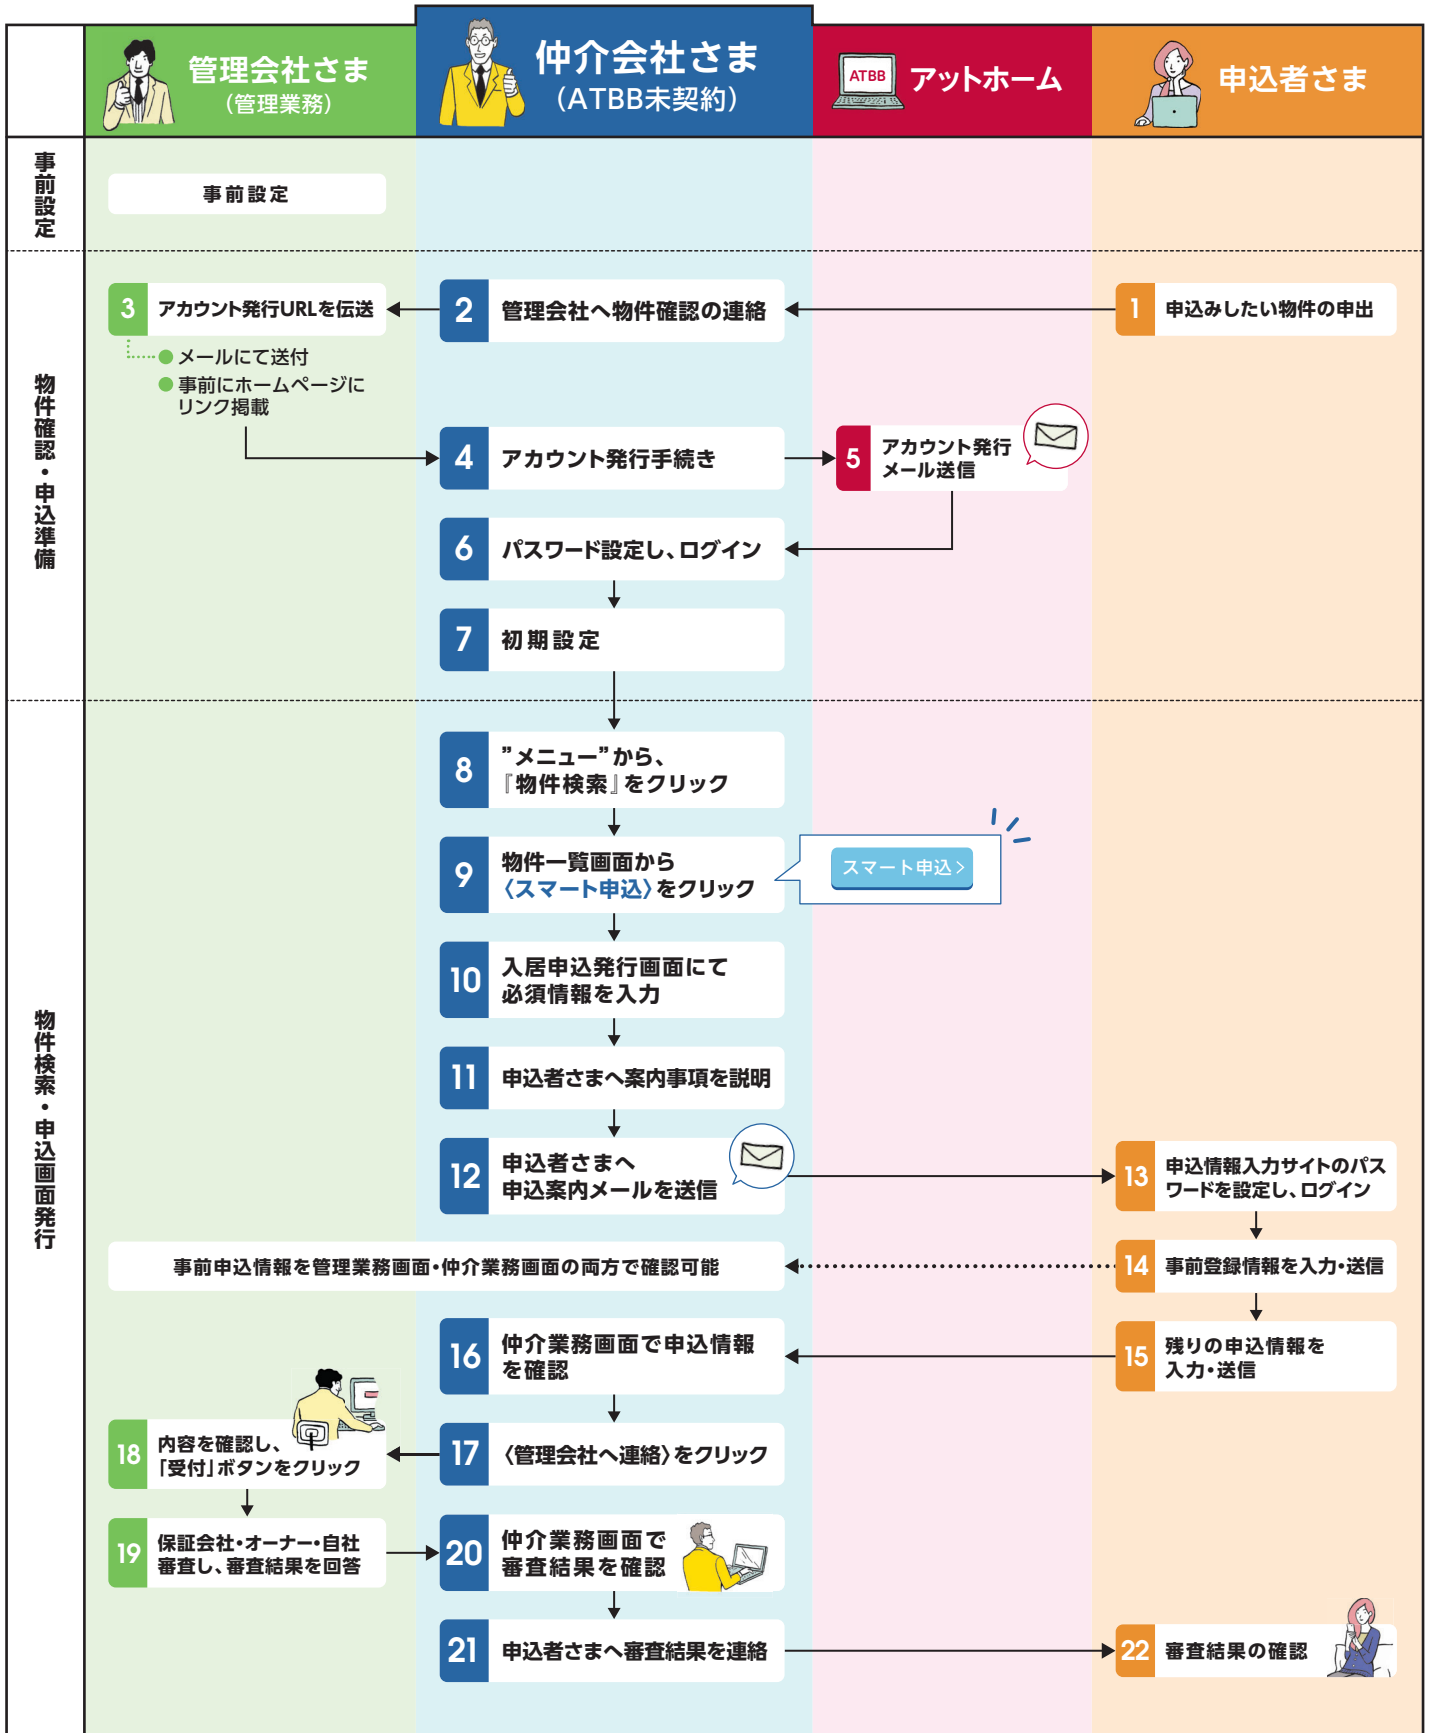 管理会社さま
（管理業務）
仲介会社さま
（ATBB未契約）
ATBB
アットホーム
申込者さま
事前設定
事前設定
物件確認・申込準備
1
申込みしたい物件の申出
2
管理会社へ物件確認の連絡
3
アカウント発行URLを伝送
メールにて送付
事前にホームページに
リンク掲載
4
アカウント発行手続き
5
アカウント発行
メール送信
6
パスワード設定し、ログイン
7
初期設定
物件検索・申込画面発行
8
”メニュー”から、
『物件検索』をクリック
9
物件一覧画面から
〈スマート申込〉をクリック
スマート申込 >
10
入居申込発行画面にて
必須情報を入力
11
申込者さまへ案内事項を説明
12
申込者さまへ
申込案内メールを送信
13
申込情報入力サイトのパス
ワードを設定し、ログイン
14
事前登録情報を入力・送信
事前申込情報を管理業務画面・仲介業務画面の両方で確認可能
15
残りの申込情報を
入力・送信
16
仲介業務画面で申込情報
を確認
17
〈管理会社へ連絡〉をクリック
18
内容を確認し、
「受付」ボタンをクリック
19
保証会社・オーナー・自社
審査し、審査結果を回答
20
仲介業務画面で
審査結果を確認
21
申込者さまへ審査結果を連絡
22
審査結果の確認